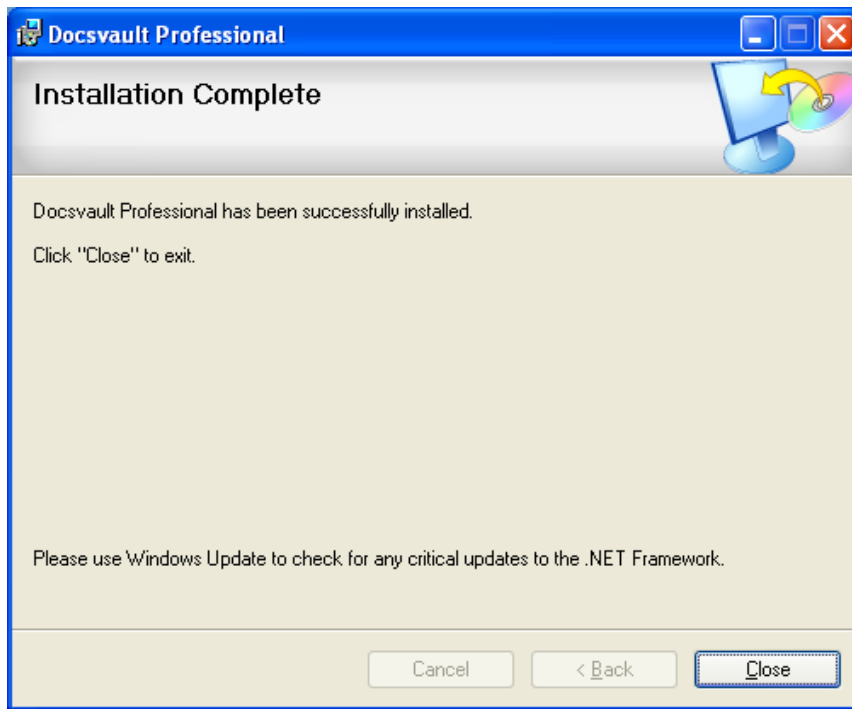 Docsvault Professional
Installation Complete
Docsvault Professional has been successfully installed.
Click "Close" to exit.
Please use Windows Update to check for any critical updates to the .NET Framework.
Cancel
< Back
Close